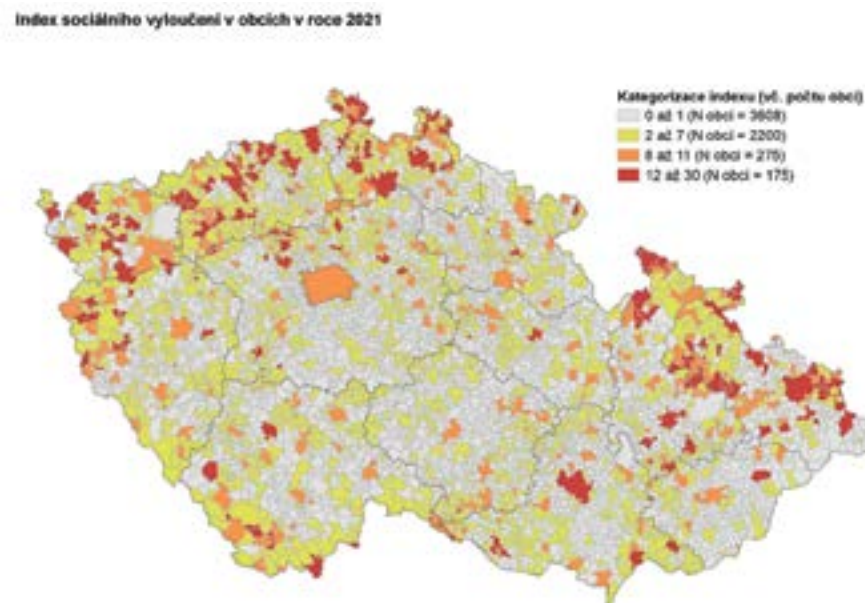 Index sociálního vyloučení v obcích v roce 2021
Kategorizace indexu (vč. počtu obcí)
0 až 1 (N obcí = 3608)
2 až 7 (N obcí = 2200)
8 až 11 (N obcí = 275)
12 až 30 (N obcí = 175)